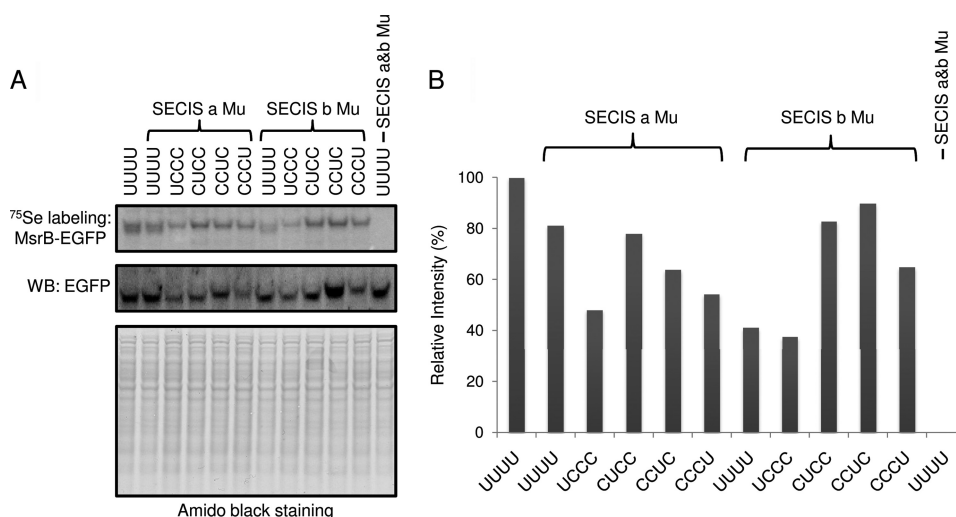 A
SECIS a Mu
SECIS b Mu
– SECIS a&b Mu
UUUU
UUUU
UCCC
CUCC
CCUC
CCCU
UUUU
UCCC
CUCC
CCUC
CCCU
UUUU
75Se labeling:
MsrB-EGFP
WB: EGFP
Amido black staining
B
SECIS a Mu
SECIS b Mu
– SECIS a&b Mu
Relative Intensity (%)
100
80
60
40
20
0
UUUU
UUUU
UCCC
CUCC
CCUC
CCCU
UUUU
UCCC
CUCC
CCUC
CCCU
UUUU